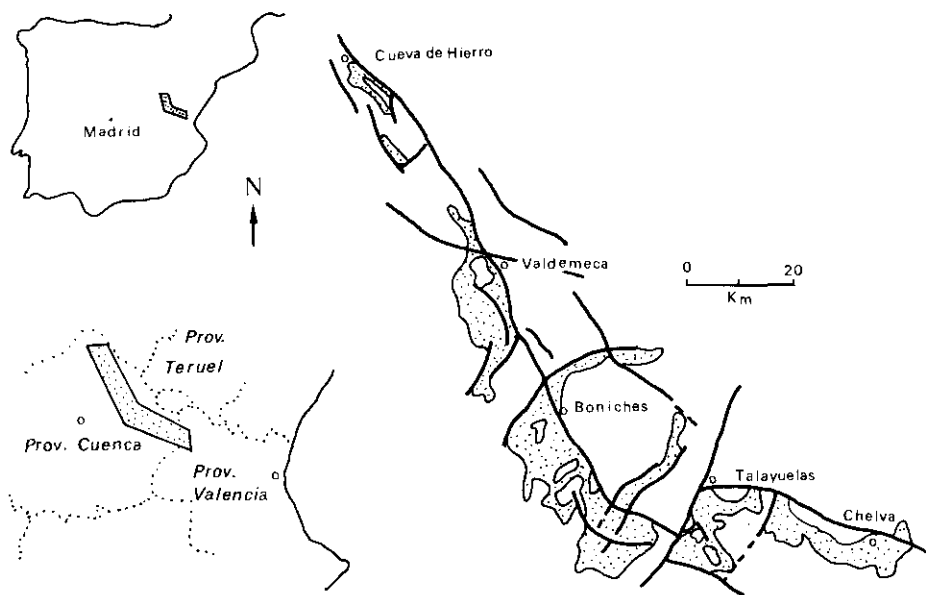 Cueva de Hierro
Madrid
N
Valdemeca
0 20
Km
Prov.
Teruel
Boniches
Prov. Cuenca
Prov.
Valencia
Talayuelas
Chelva